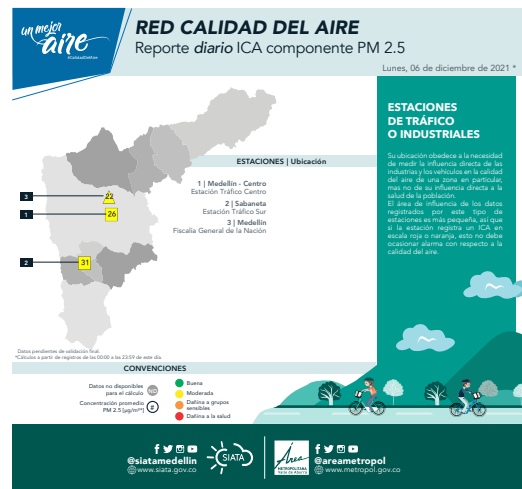 un mejor
aire
#CalidadDelAire
RED CALIDAD DEL AIRE
Reporte diario ICA componente PM 2.5
Lunes, 06 de diciembre de 2021 *
ESTACIONES
DE TRÁFICO
O INDUSTRIALES
Su ubicación obedece a la necesidad
de medir la influencia directa de las
industrias y los vehículos en la calidad
del aire de una zona en particular,
mas no de su influencia directa a la
salud de la población.
El área de influencia de los datos
registrados por este tipo de
estaciones es más pequeña, así que
si la estación registra un ICA en
escala roja o naranja, esto no debe
ocasionar alarma con respecto a la
calidad del aire.
ESTACIONES | Ubicación
1 | Medellín - Centro
Estación Tráfico Centro
2 | Sabaneta
Estación Tráfico Sur
3 | Medellín
Fiscalía General de la Nación
3
22
1
26
2
31
Datos pendientes de validación final.
*Cálculos a partir de registros de las 00:00 a las 23:59 de este día.
CONVENCIONES
Datos no disponibles
para el cálculo
ND
Concentración promedio
PM 2.5 [µg/m³*]
#
Buena
Moderada
Dañina a grupos
sensibles
Dañina a la salud
@siatamedellin
www.siata.gov.co
SIATA
Área
METROPOLITANA
Valle de Aburrá
@areametropol
www.metropol.gov.co